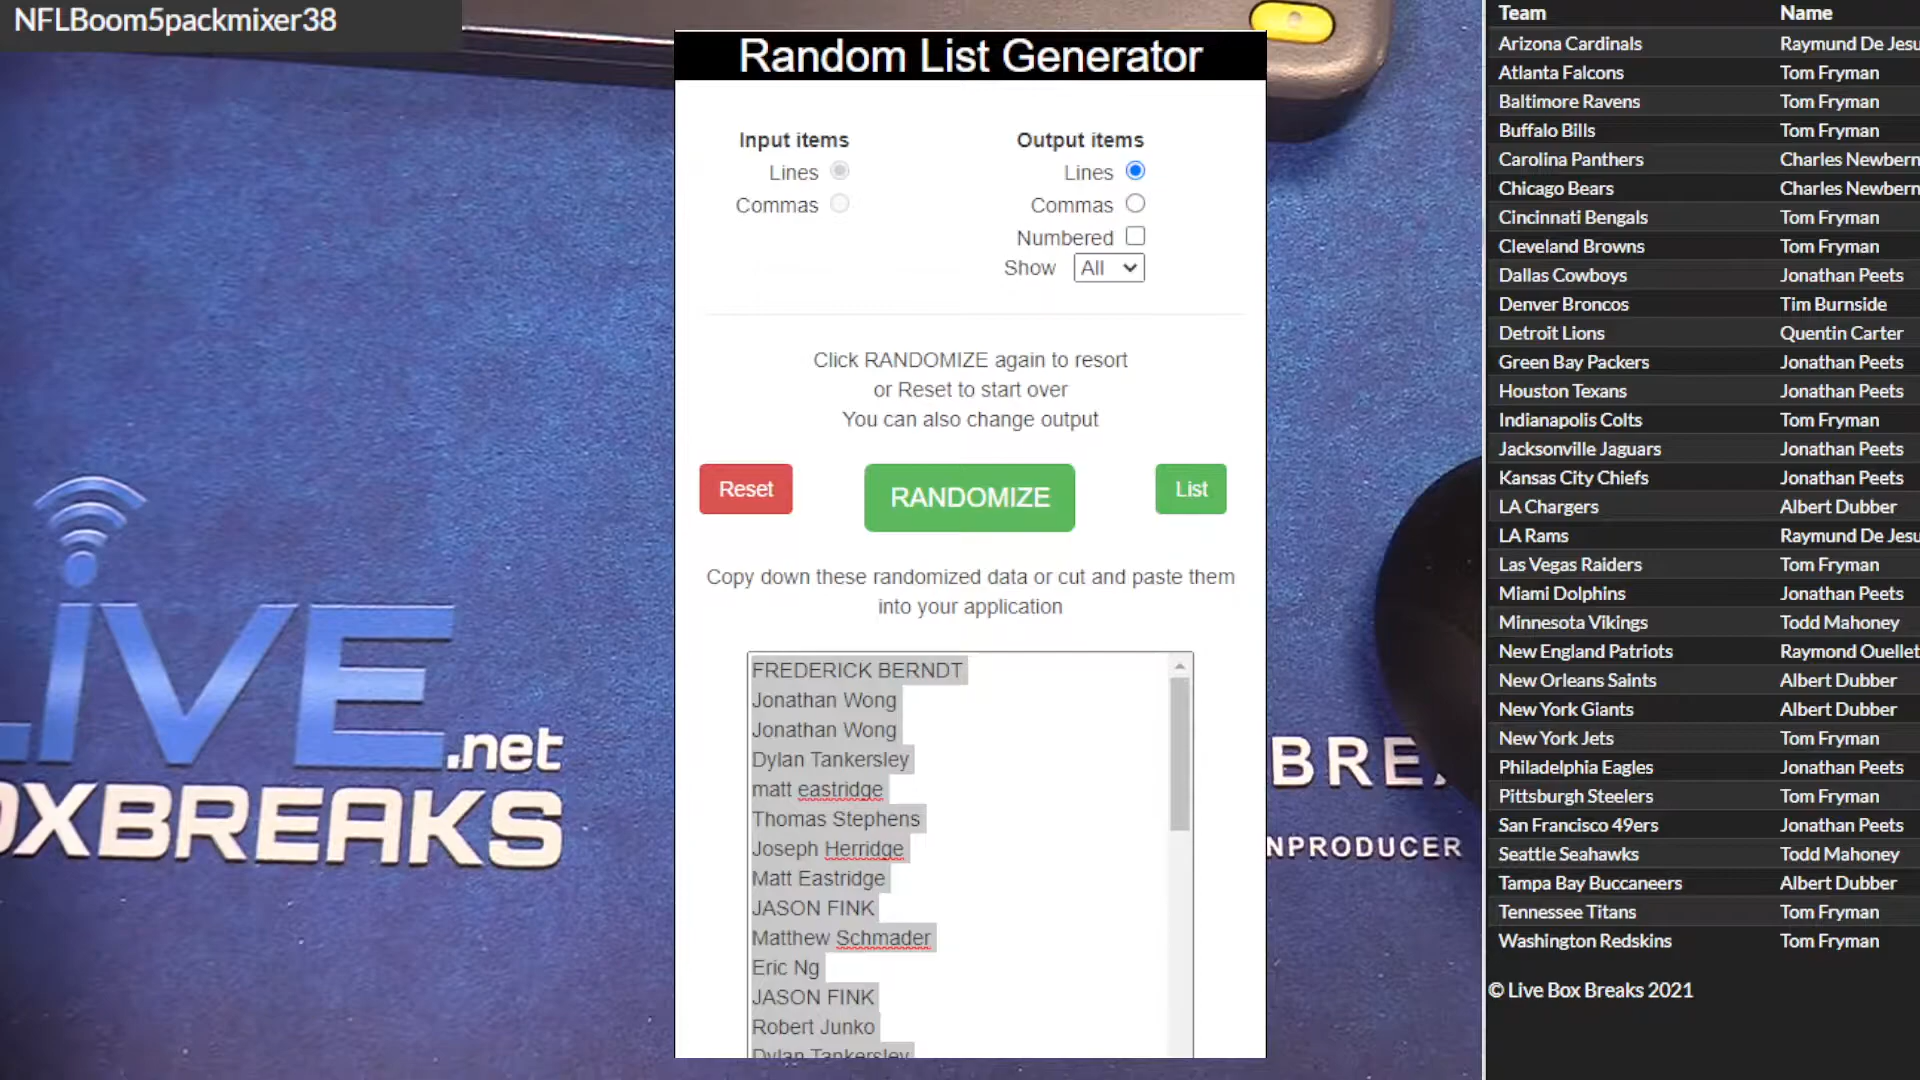 NFLBoom5packmixer38
Random List Generator
Input items
Lines
Commas
Output items
Lines
Commas
Numbered
Show All
Click RANDOMIZE again to resort
or Reset to start over
You can also change output
Reset
RANDOMIZE
List
Copy down these randomized data or cut and paste them
into your application
FREDERICK BERNDT
Jonathan Wong
Jonathan Wong
Dylan Tankersley
matt eastridge
Thomas Stephens
Joseph Herridge
Matt Eastridge
JASON FINK
Matthew Schmader
Eric Ng
JASON FINK
Robert Junko
Dylan Tankersley
LIVE.net
OXBREAKS
BREA
NPRODUCER
Team Name
Arizona Cardinals Raymund De Jesu
Atlanta Falcons Tom Fryman
Baltimore Ravens Tom Fryman
Buffalo Bills Tom Fryman
Carolina Panthers Charles Newbern
Chicago Bears Charles Newbern
Cincinnati Bengals Tom Fryman
Cleveland Browns Tom Fryman
Dallas Cowboys Jonathan Peets
Denver Broncos Tim Burnside
Detroit Lions Quentin Carter
Green Bay Packers Jonathan Peets
Houston Texans Jonathan Peets
Indianapolis Colts Tom Fryman
Jacksonville Jaguars Jonathan Peets
Kansas City Chiefs Jonathan Peets
LA Chargers Albert Dubber
LA Rams Raymund De Jesu
Las Vegas Raiders Tom Fryman
Miami Dolphins Jonathan Peets
Minnesota Vikings Todd Mahoney
New England Patriots Raymond Ouellet
New Orleans Saints Albert Dubber
New York Giants Albert Dubber
New York Jets Tom Fryman
Philadelphia Eagles Jonathan Peets
Pittsburgh Steelers Tom Fryman
San Francisco 49ers Jonathan Peets
Seattle Seahawks Todd Mahoney
Tampa Bay Buccaneers Albert Dubber
Tennessee Titans Tom Fryman
Washington Redskins Tom Fryman
© Live Box Breaks 2021